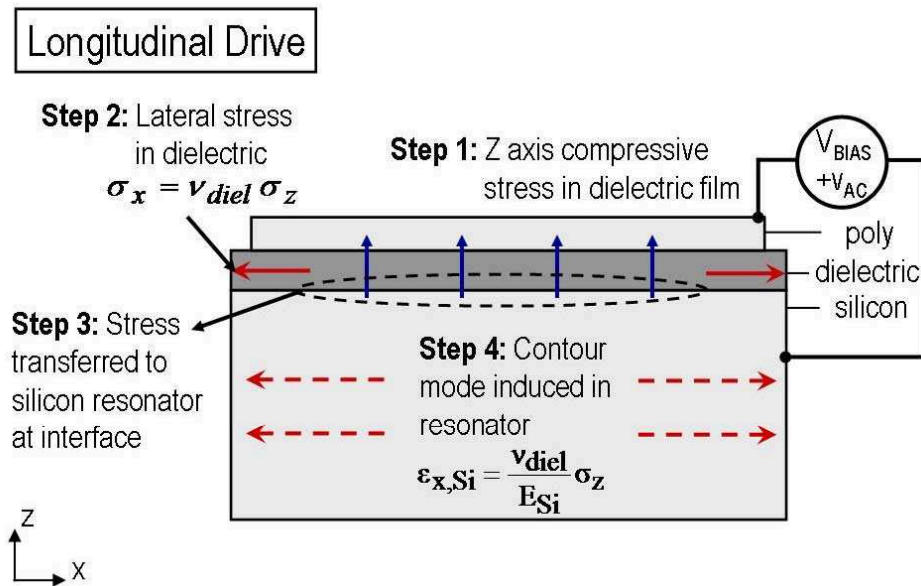 Longitudinal Drive
Step 2: Lateral stress
in dielectric
σx = νdiel σz
Step 1: Z axis compressive
stress in dielectric film
VBIAS
+VAC
poly
dielectric
silicon
Step 3: Stress
transferred to
silicon resonator
at interface
Step 4: Contour
mode induced in
resonator
εx,Si = νdiel/ESi σz
Z
X